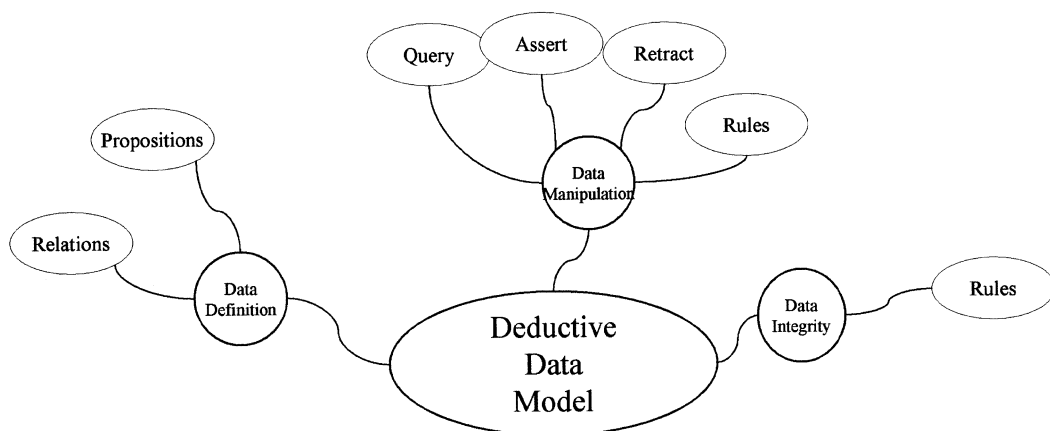 Query
Assert
Retract
Rules
Propositions
Relations
Data
Manipulation
Data
Definition
Data
Integrity
Rules
Deductive
Data
Model